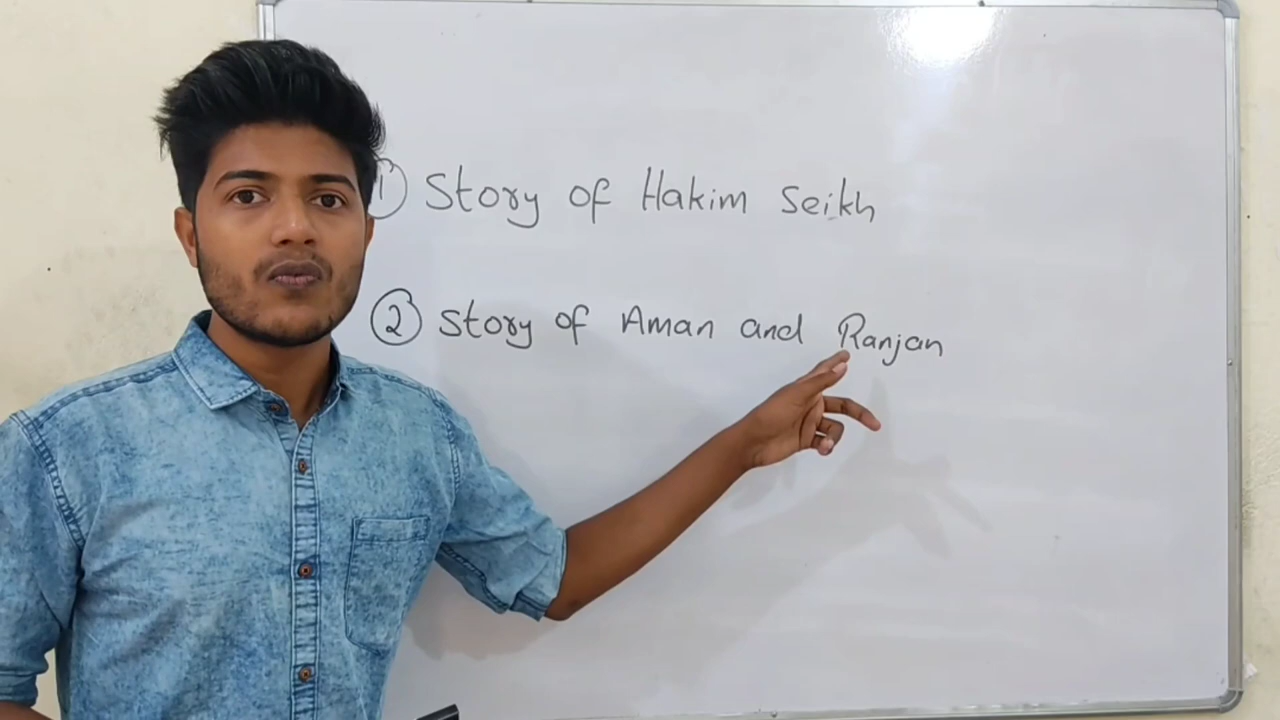 ① Story of Hakim Seikh
② Story of Aman and Ranjan